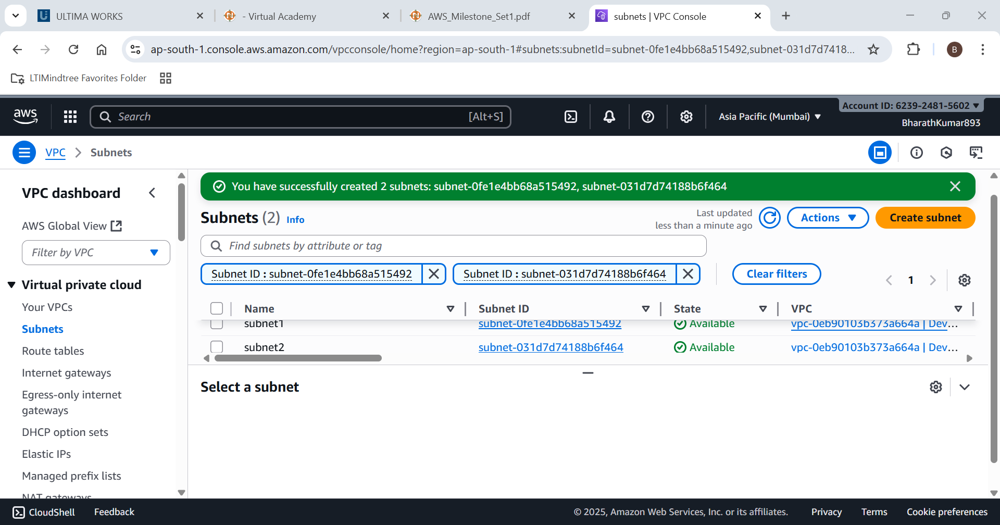 ULTIMA WORKS
- Virtual Academy
AWS_Milestone_Set1.pdf
subnets | VPC Console
ap-south-1.console.aws.amazon.com/vpcconsole/home?region=ap-south-1#subnets:subnetId=subnet-0fe1e4bb68a515492,subnet-031d7d7418...
B
LTIMindtree Favorites Folder
aws
Search
[Alt+S]
Asia Pacific (Mumbai)
Account ID: 6239-2481-5602
BharathKumar893
VPC
Subnets
VPC dashboard
AWS Global View
Filter by VPC
Virtual private cloud
Your VPCs
Subnets
Route tables
Internet gateways
Egress-only internet
gateways
DHCP option sets
Elastic IPs
Managed prefix lists
NAT gateways
You have successfully created 2 subnets: subnet-0fe1e4bb68a515492, subnet-031d7d74188b6f464
Subnets (2) Info
Last updated
less than a minute ago
Actions
Create subnet
Find subnets by attribute or tag
Subnet ID : subnet-0fe1e4bb68a515492
Subnet ID : subnet-031d7d74188b6f464
Clear filters
1
Name Subnet ID State VPC
subnet1 subnet-0fe1e4bb68a515492 Available vpc-0eb90103b373a664a | Dev...
subnet2 subnet-031d7d74188b6f464 Available vpc-0eb90103b373a664a | Dev...
Select a subnet
CloudShell
Feedback
© 2025, Amazon Web Services, Inc. or its affiliates.
Privacy
Terms
Cookie preferences